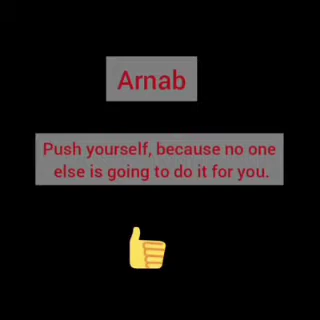 Arnab
Push yourself, because no one
else is going to do it for you.